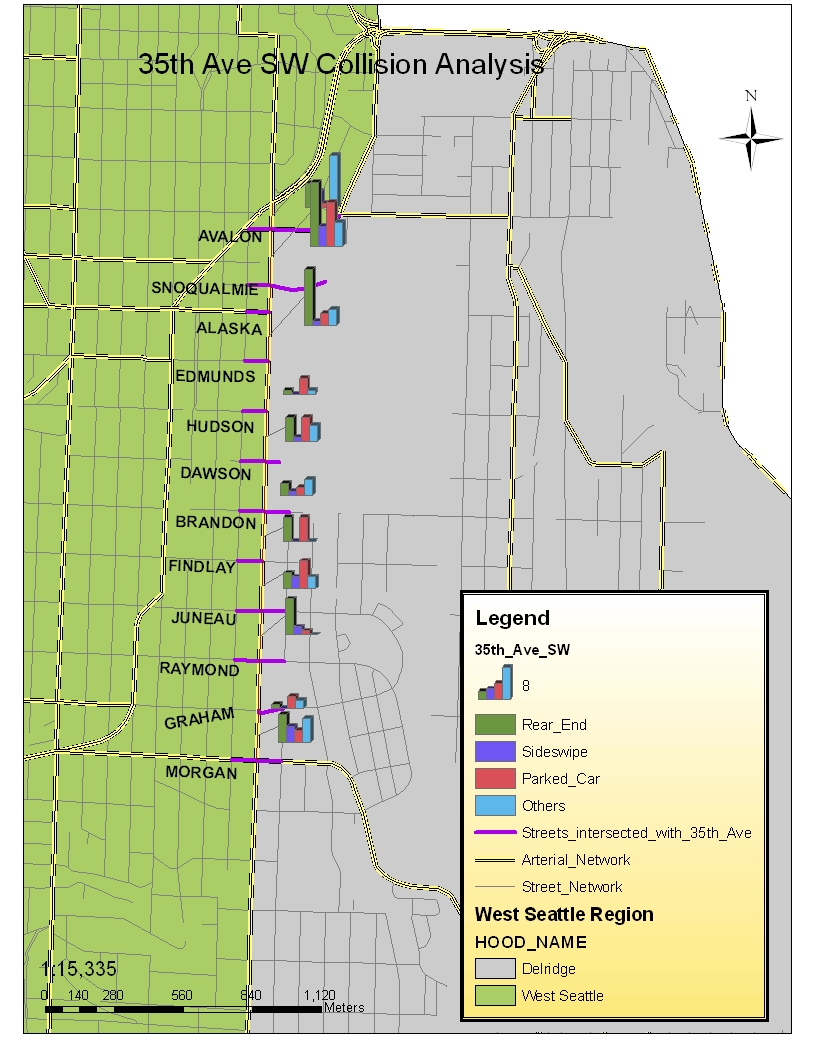 35th Ave SW Collision Analysis
N
AVALON
SNOQUALMIE
ALASKA
EDMUNDS
HUDSON
DAWSON
BRANDON
FINDLAY
JUNEAU
RAYMOND
GRAHAM
MORGAN
Legend
35th_Ave_SW
8
Rear_End
Sideswipe
Parked_Car
Others
Streets_intersected_with_35th_Ave
Arterial_Network
Street_Network
West Seattle Region
HOOD_NAME
Delridge
West Seattle
1:15,335
0 140 280 560 840 1,120
Meters